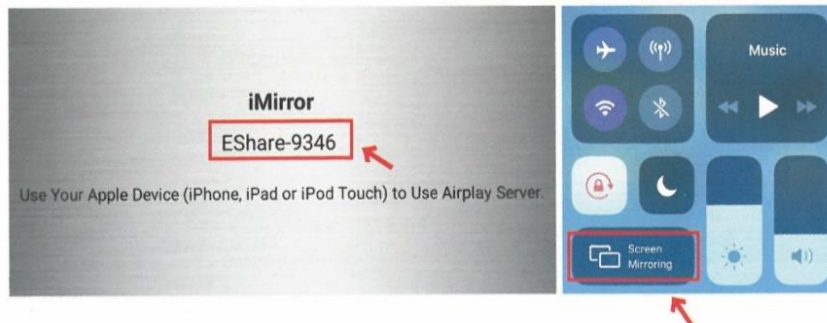 iMirror
EShare-9346
Use Your Apple Device (iPhone, iPad or iPod Touch) to Use Airplay Server.
Music
Screen
Mirroring